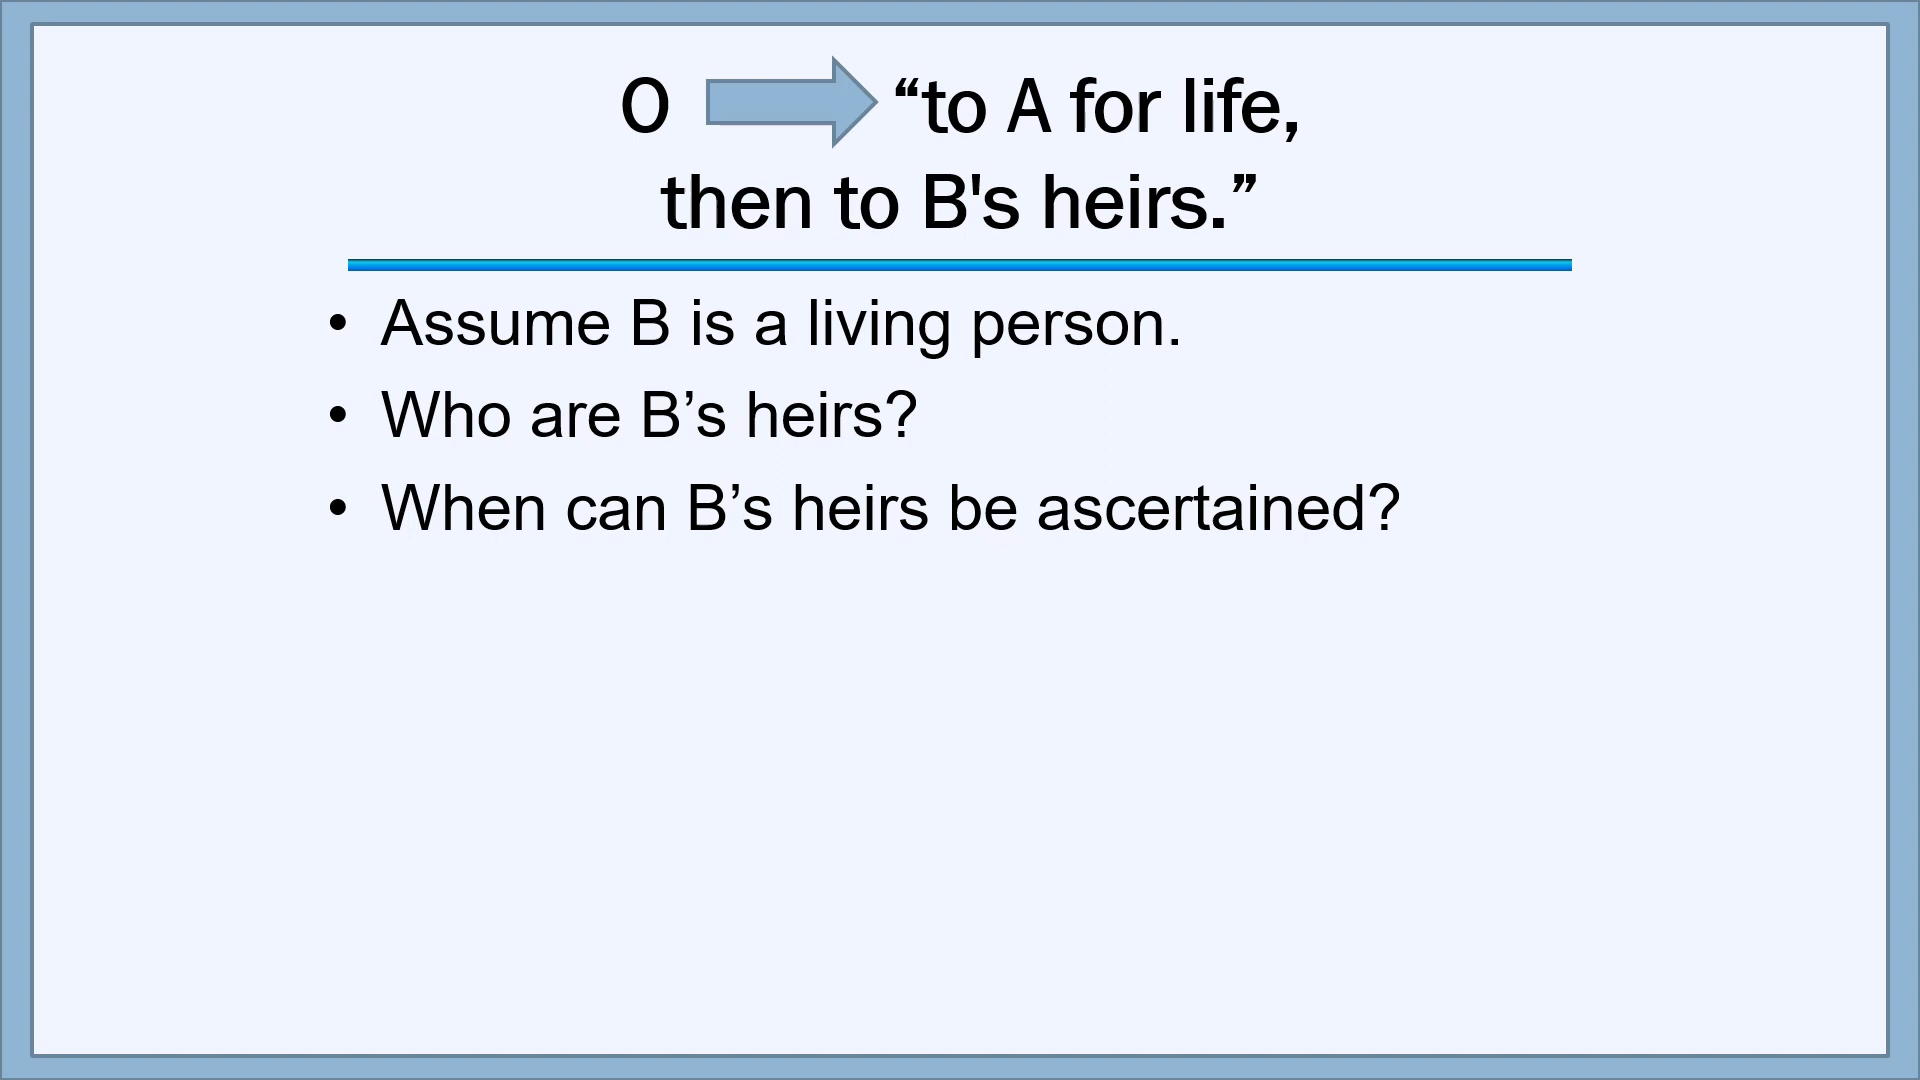 O “to A for life,
then to B's heirs.”
• Assume B is a living person.
• Who are B’s heirs?
• When can B’s heirs be ascertained?